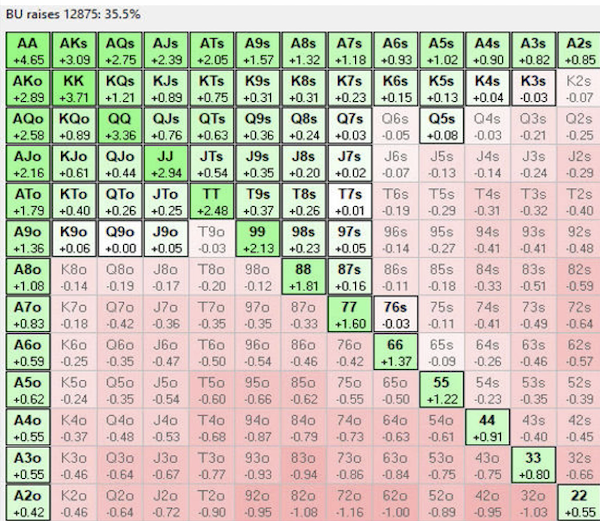 BU raises 12875: 35.5%
AA AKs AQs AJs ATs A9s A8s A7s A6s A5s A4s A3s A2s
+4.65 +3.09 +2.75 +2.39 +2.05 +1.57 +1.32 +1.18 +0.93 +1.02 +0.90 +0.82 +0.85
AKo KK KQs KJs KTs K9s K8s K7s K6s K5s K4s K3s K2s
+2.89 +3.71 +1.21 +0.89 +0.75 +0.31 +0.31 +0.23 +0.15 +0.13 +0.04 -0.03 -0.07
AQo KQo QQ QJs QTs Q9s Q8s Q7s Q6s Q5s Q4s Q3s Q2s
+2.58 +0.89 +3.36 +0.76 +0.63 +0.36 +0.24 +0.03 -0.05 +0.08 -0.03 -0.21 -0.25
AJo KJo QJo JJ JTs J9s J8s J7s J6s J5s J4s J3s J2s
+2.16 +0.61 +0.44 +2.94 +0.54 +0.35 +0.20 +0.02 -0.07 -0.13 -0.14 -0.24 -0.29
ATo KTo QTo JTo TT T9s T8s T7s T6s T5s T4s T3s T2s
+1.79 +0.40 +0.26 +0.25 +2.48 +0.37 +0.26 +0.01 -0.19 -0.29 -0.31 -0.32 -0.40
A9o K9o Q9o J9o T9o 99 98s 97s 96s 95s 94s 93s 92s
+1.36 +0.06 +0.00 +0.05 -0.03 +2.13 +0.23 +0.05 -0.14 -0.27 -0.41 -0.41 -0.48
A8o K8o Q8o J8o T8o 98o 88 87s 86s 85s 84s 83s 82s
+1.08 -0.14 -0.19 -0.17 -0.20 -0.12 +1.81 +0.16 -0.11 -0.18 -0.33 -0.51 -0.59
A7o K7o Q7o J7o T7o 97o 87o 77 76s 75s 74s 73s 72s
+0.83 -0.18 -0.42 -0.36 -0.35 -0.35 -0.33 +1.60 -0.03 -0.11 -0.41 -0.49 -0.64
A6o K6o Q6o J6o T6o 96o 86o 76o 66 65s 64s 63s 62s
+0.59 -0.25 -0.35 -0.47 -0.50 -0.54 -0.46 -0.42 +1.37 -0.09 -0.26 -0.46 -0.57
A5o K5o Q5o J5o T5o 95o 85o 75o 65o 55 54s 53s 52s
+0.62 -0.24 -0.35 -0.54 -0.60 -0.66 -0.62 -0.55 -0.50 +1.22 -0.23 -0.35 -0.39
A4o K4o Q4o J4o T4o 94o 84o 74o 64o 54o 44 43s 42s
+0.55 -0.37 -0.48 -0.53 -0.68 -0.87 -0.79 -0.73 -0.63 -0.61 +0.91 -0.40 -0.45
A3o K3o Q3o J3o T3o 93o 83o 73o 63o 53o 43o 33 32s
+0.55 -0.46 -0.64 -0.67 -0.77 -0.93 -0.94 -0.86 -0.84 -0.75 -0.75 +0.80 -0.66
A2o K2o Q2o J2o T2o 92o 82o 72o 62o 52o 42o 32o 22
+0.42 -0.46 -0.64 -0.72 -0.90 -0.95 -1.08 -1.16 -1.00 -0.89 -0.95 -1.03 +0.55